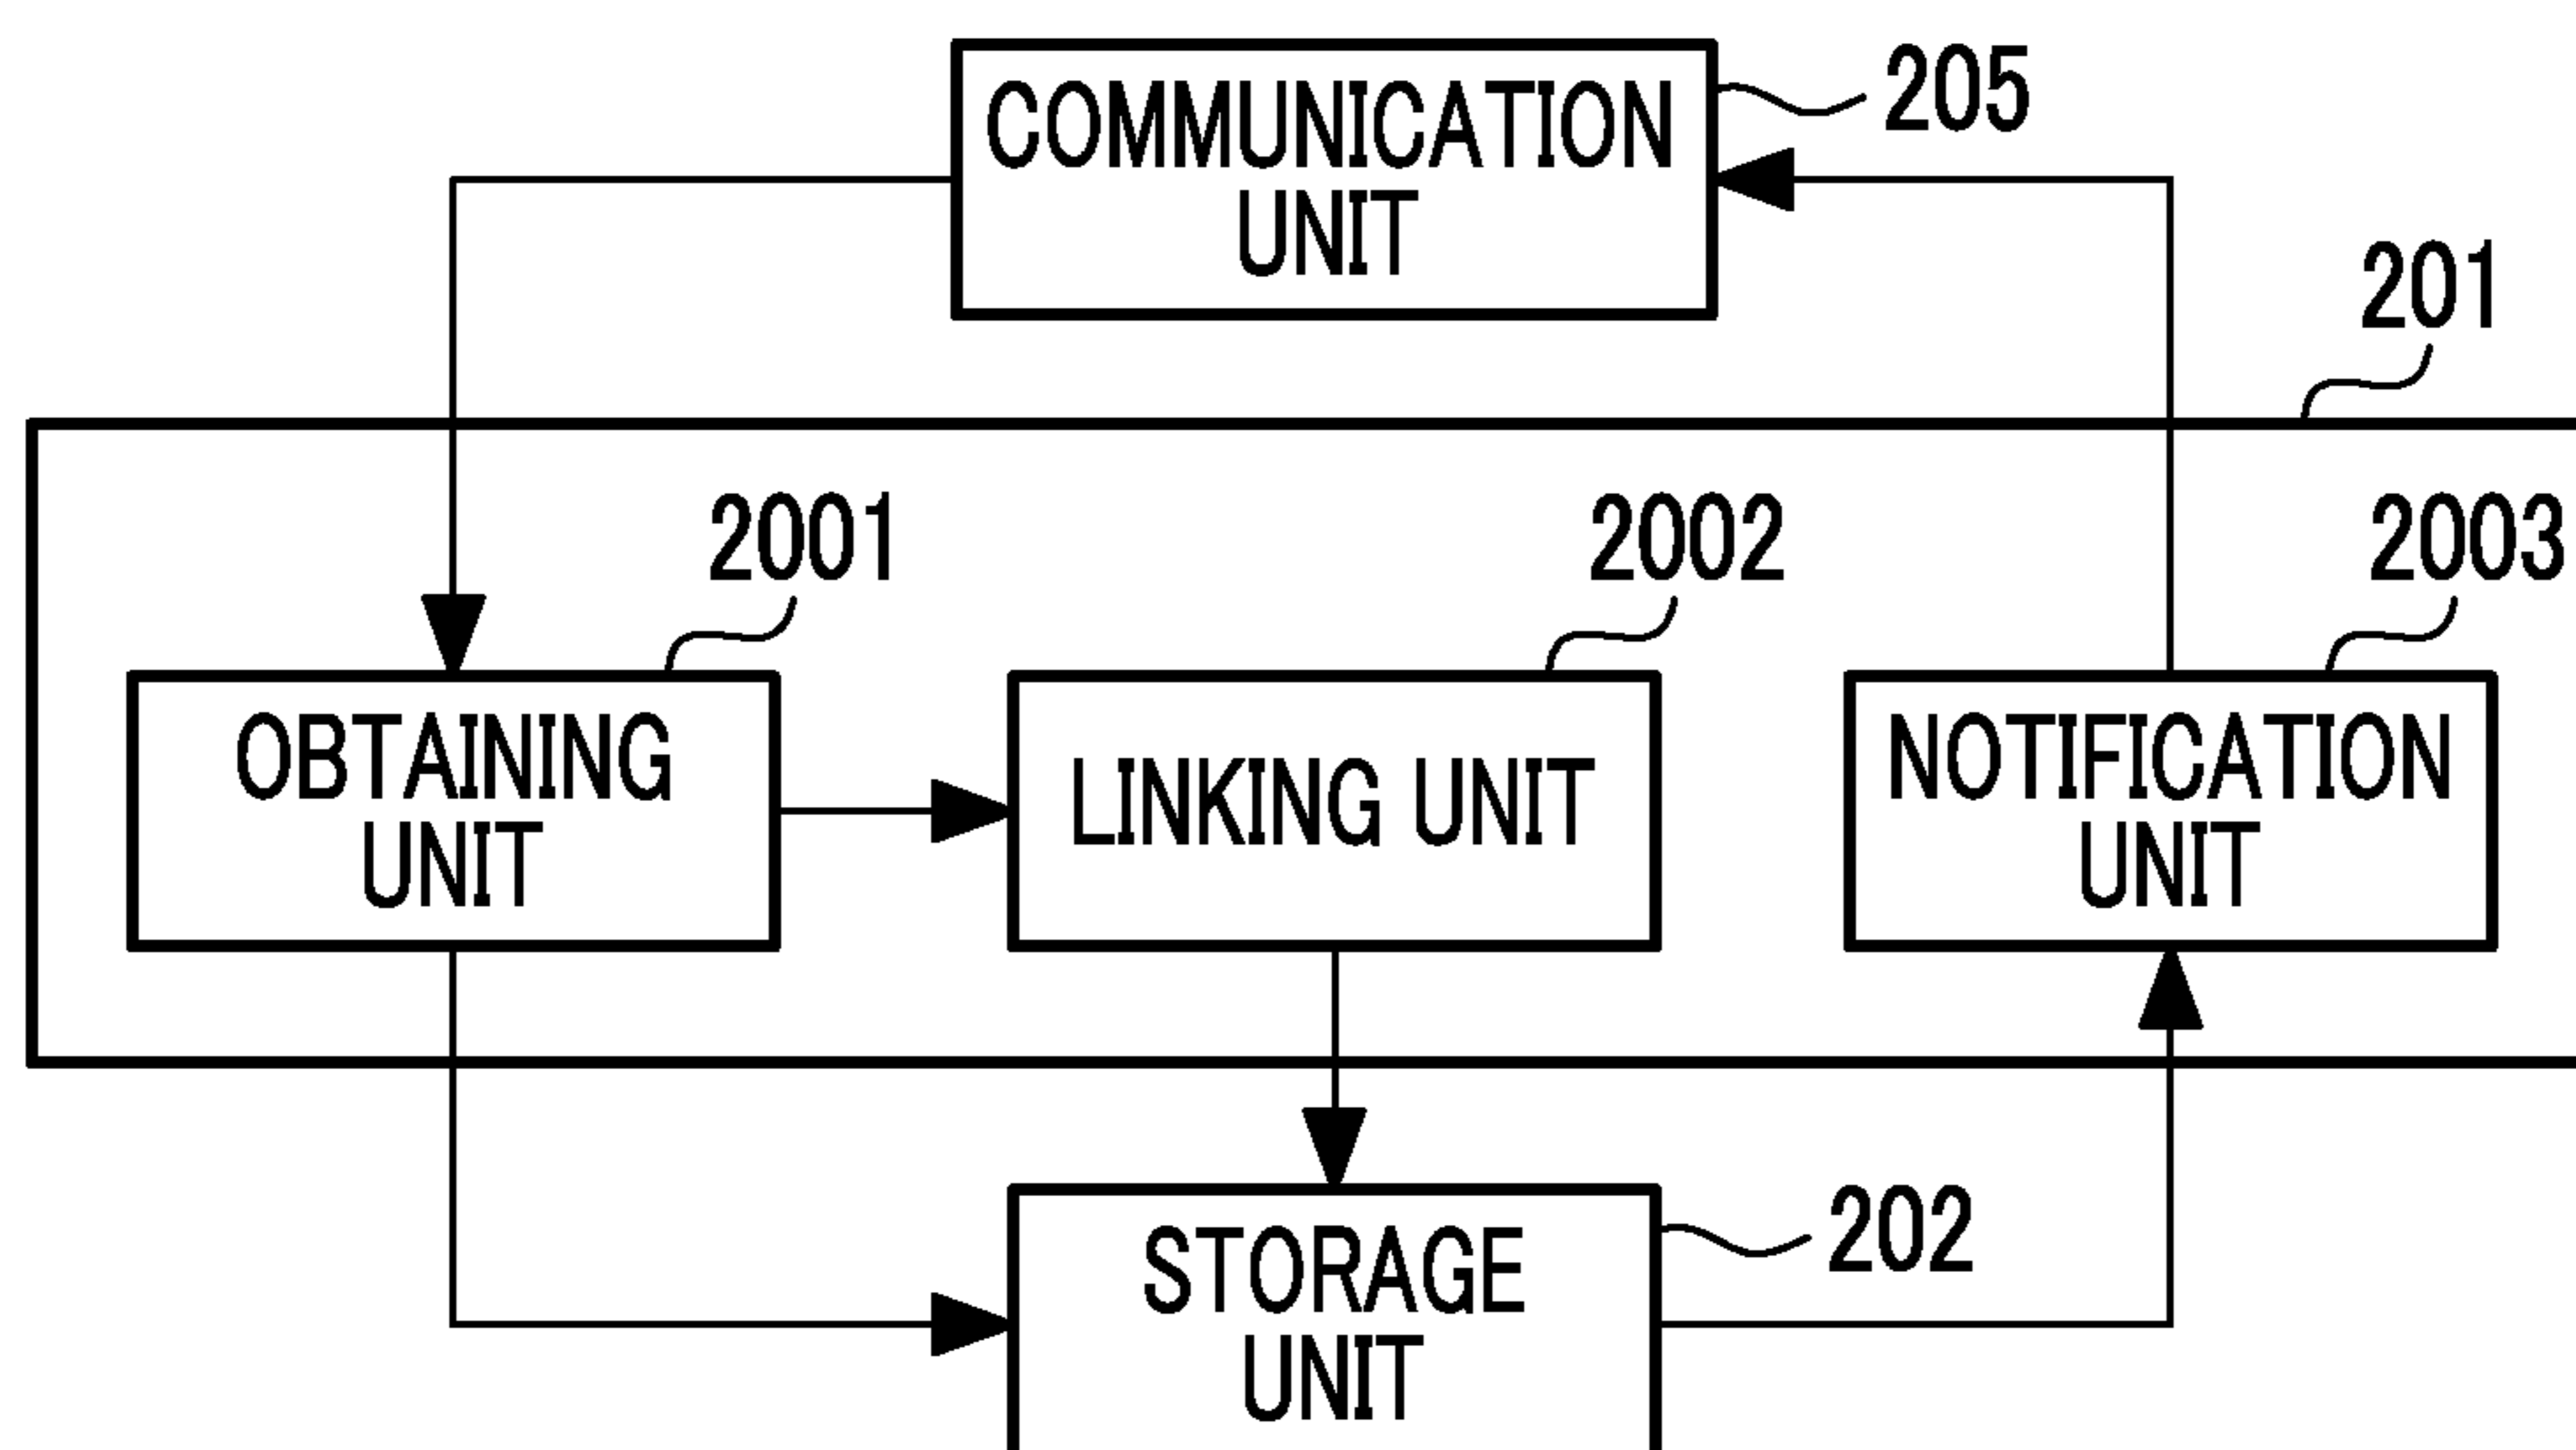 COMMUNICATION
UNIT
205
201
2001
2002
2003
OBTAINING
UNIT
LINKING UNIT
NOTIFICATION
UNIT
STORAGE
UNIT
202